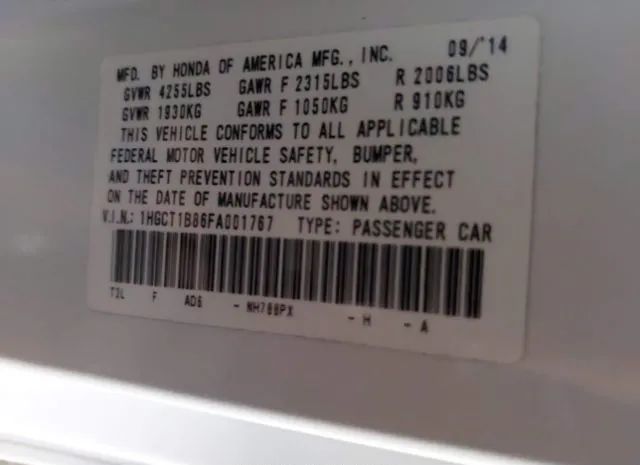 MFD. BY HONDA OF AMERICA MFG., INC. 09/'14
GVWR 4255LBS GAWR F 2315LBS R 2006LBS
GVWR 1930KG GAWR F 1050KG R 910KG
THIS VEHICLE CONFORMS TO ALL APPLICABLE
FEDERAL MOTOR VEHICLE SAFETY, BUMPER,
AND THEFT PREVENTION STANDARDS IN EFFECT
ON THE DATE OF MANUFACTURE SHOWN ABOVE.
V.I.N.: 1HGCT1B86FA001767 TYPE: PASSENGER CAR
T3L F AD6 - NH788PX - H - A